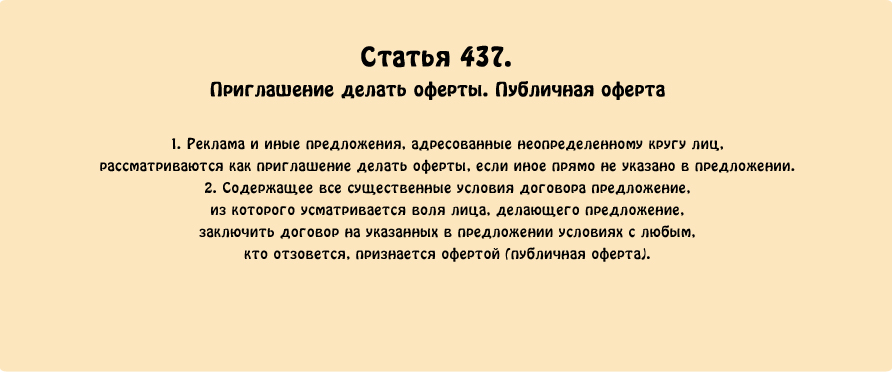 Статья 437.
Приглашение делать оферты. Публичная оферта
1. Реклама и иные предложения, адресованные неопределенному кругу лиц,
рассматриваются как приглашение делать оферты, если иное прямо не указано в предложении.
2. Содержащее все существенные условия договора предложение,
из которого усматривается воля лица, делающего предложение,
заключить договор на указанных в предложении условиях с любым,
кто отзовется, признается офертой (публичная оферта).